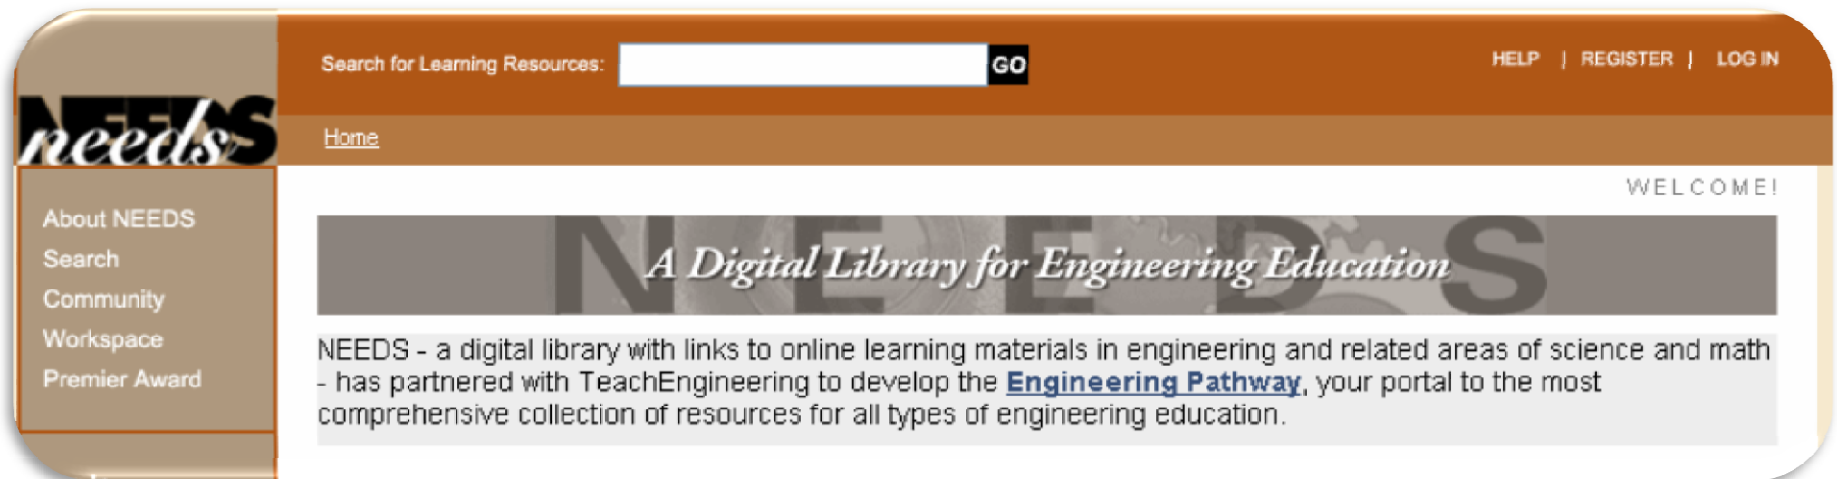 Search for Learning Resources: GO HELP | REGISTER | LOG IN
NEEDS
needs
Home
WELCOME!
About NEEDS
Search
Community
Workspace
Premier Award
N E E D S
A Digital Library for Engineering Education
NEEDS - a digital library with links to online learning materials in engineering and related areas of science and math
- has partnered with TeachEngineering to develop the Engineering Pathway, your portal to the most
comprehensive collection of resources for all types of engineering education.